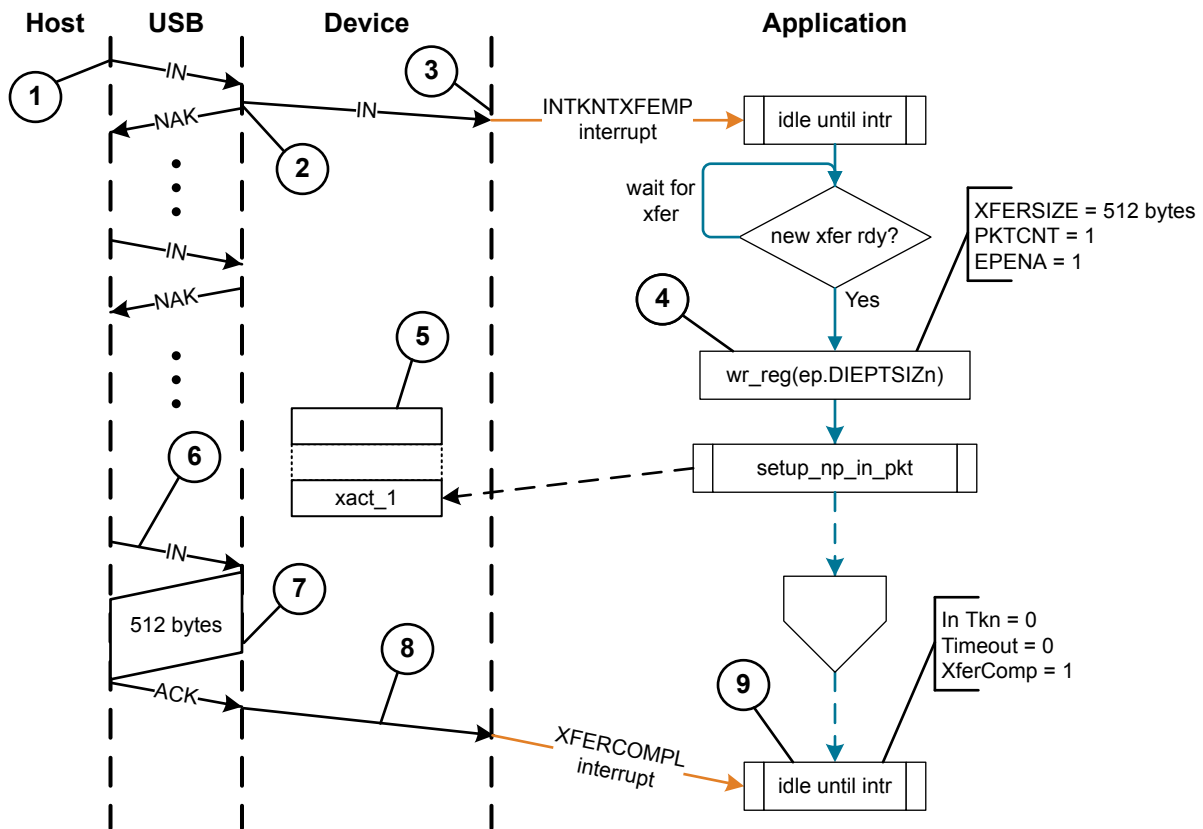 Host
USB
Device
Application
1
IN
3
NAK
2
IN
INTKNTXFEMP
interrupt
idle until intr
wait for
xfer
new xfer rdy?
XFERSIZE = 512 bytes
PKTCNT = 1
EPENA = 1
IN
NAK
Yes
4
5
wr_reg(ep.DIEPTSIZn)
6
xact_1
setup_np_in_pkt
IN
7
512 bytes
8
In Tkn = 0
Timeout = 0
XferComp = 1
ACK
9
XFERCOMPL
interrupt
idle until intr